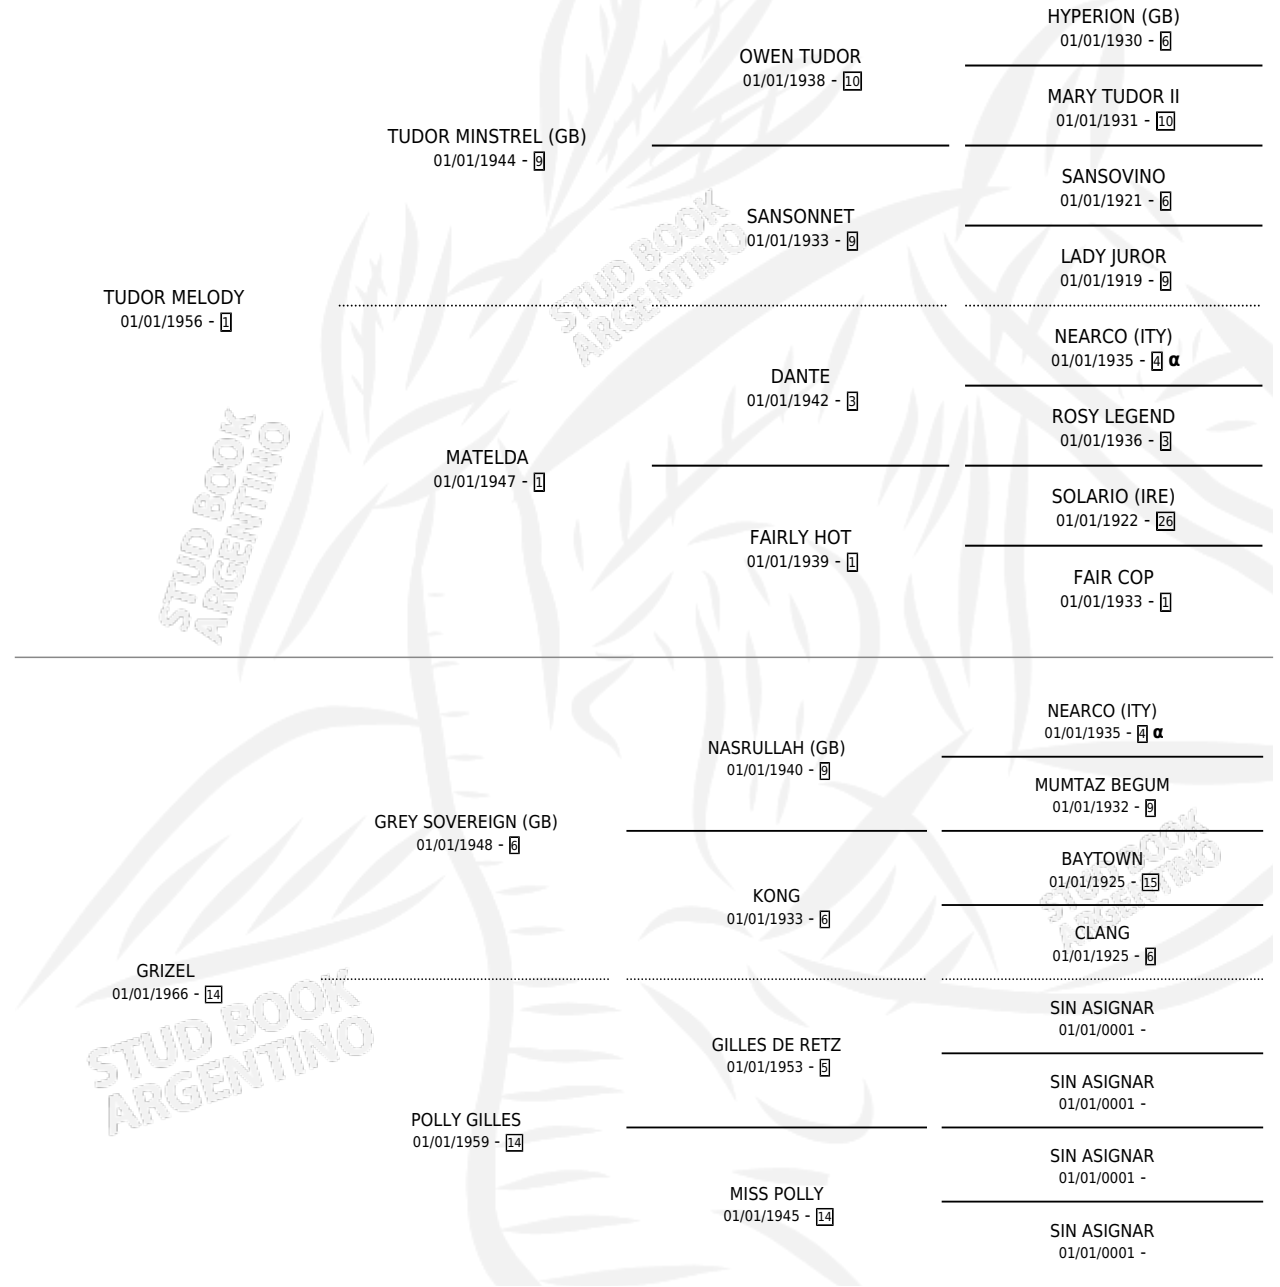 HYPERION (GB)
01/01/1930 - 6
OWEN TUDOR
01/01/1938 - 10
MARY TUDOR II
01/01/1931 - 10
TUDOR MINSTREL (GB)
01/01/1944 - 9
SANSOVINO
01/01/1921 - 6
SANSONNET
01/01/1933 - 9
LADY JUROR
01/01/1919 - 9
TUDOR MELODY
01/01/1956 - 1
NEARCO (ITY)
01/01/1935 - 4 α
DANTE
01/01/1942 - 3
ROSY LEGEND
01/01/1936 - 3
MATELDA
01/01/1947 - 1
SOLARIO (IRE)
01/01/1922 - 26
FAIRLY HOT
01/01/1939 - 1
FAIR COP
01/01/1933 - 1
NEARCO (ITY)
01/01/1935 - 4 α
NASRULLAH (GB)
01/01/1940 - 9
MUMTAZ BEGUM
01/01/1932 - 9
GREY SOVEREIGN (GB)
01/01/1948 - 6
BAYTOWN
01/01/1925 - 15
KONG
01/01/1933 - 6
CLANG
01/01/1925 - 6
GRIZEL
01/01/1966 - 14
SIN ASIGNAR
01/01/0001 -
GILLES DE RETZ
01/01/1953 - 5
SIN ASIGNAR
01/01/0001 -
POLLY GILLES
01/01/1959 - 14
SIN ASIGNAR
01/01/0001 -
MISS POLLY
01/01/1945 - 14
SIN ASIGNAR
01/01/0001 -
STUD BOOK
ARGENTINO
STUD BOOK
ARGENTINO
STUD BOOK
ARGENTINO
STUD BOOK
ARGENTINO